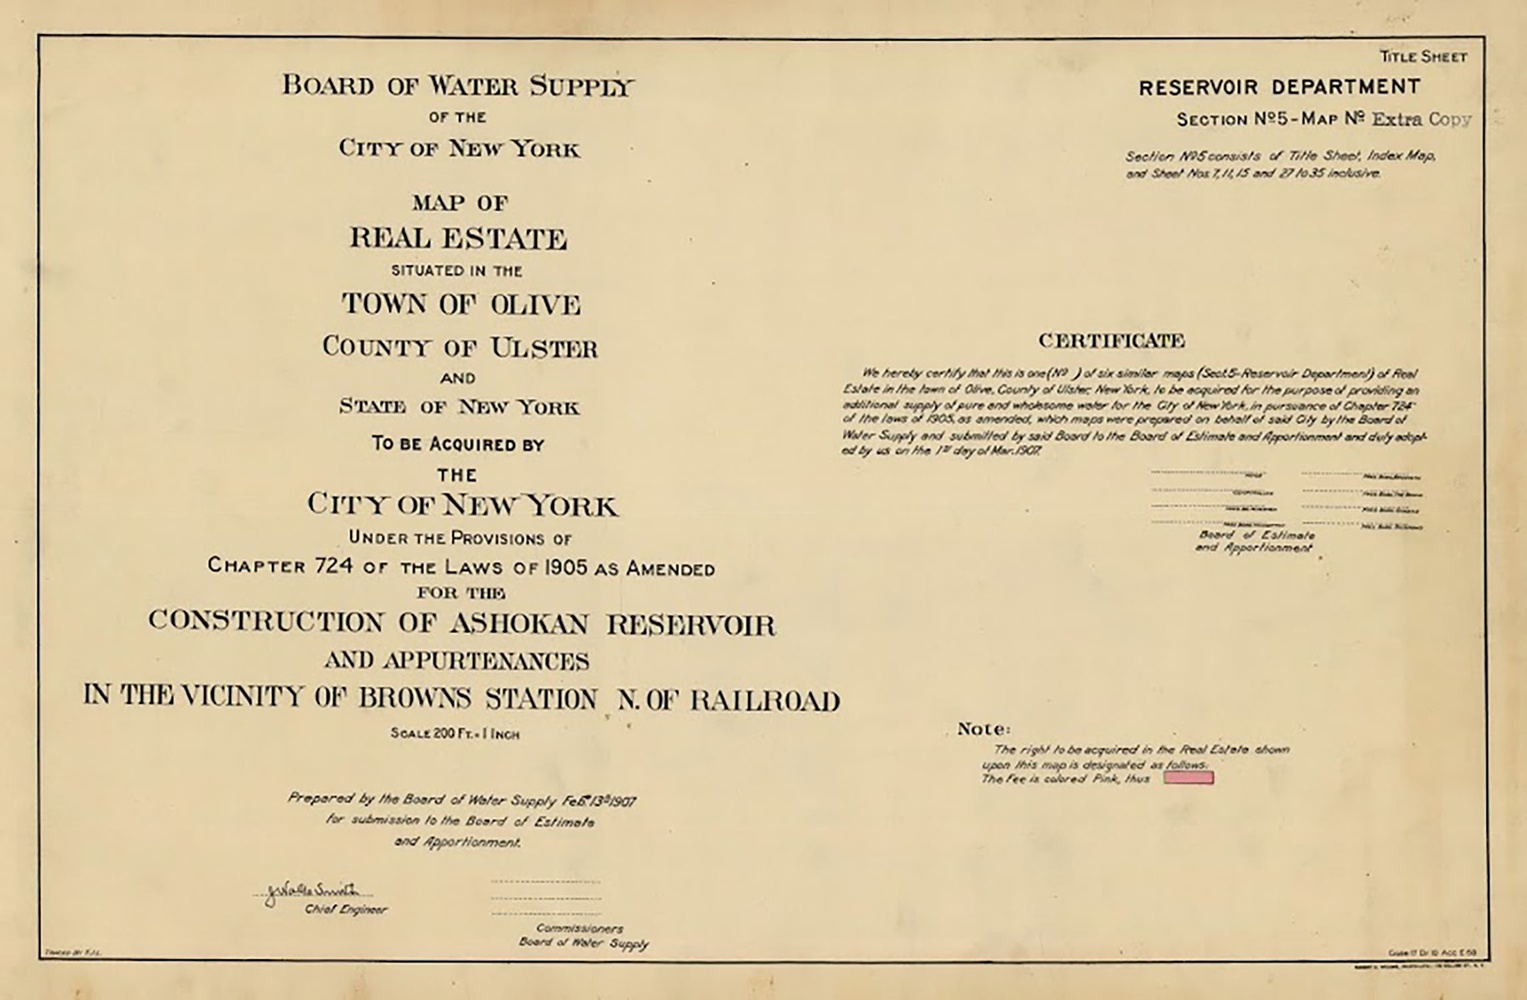 Title Sheet
RESERVOIR DEPARTMENT
Section Nº 5 - Map Nº Extra Copy
Section Nº 5 consists of Title Sheet, Index Map,
and Sheet Nos. 7, 11, 15 and 27 to 35 inclusive.
Board of Water Supply
of the
City of New York
MAP OF
REAL ESTATE
SITUATED IN THE
TOWN OF OLIVE
County of Ulster
AND
State of New York
To be Acquired by
THE
City of New York
Under the Provisions of
Chapter 724 of the Laws of 1905 as Amended
FOR THE
CONSTRUCTION OF ASHOKAN RESERVOIR
AND APPURTENANCES
IN THE VICINITY OF BROWNS STATION N. OF RAILROAD
Scale 200 Ft. = 1 Inch
Prepared by the Board of Water Supply Feb. 13th 1907
for submission to the Board of Estimate
and Apportionment.
J. Waldo Smith
Chief Engineer
Commissioners
Board of Water Supply
CERTIFICATE
We hereby certify that this is one (Nº ) of six similar maps (Sect. 5 - Reservoir Department) of Real
Estate in the town of Olive, County of Ulster, New York, to be acquired for the purpose of providing an
additional supply of pure and wholesome water for the City of New York, in pursuance of Chapter 724
of the laws of 1905, as amended, which maps were prepared on behalf of said City by the Board of
Water Supply and submitted by said Board to the Board of Estimate and Apportionment and duly adopt-
ed by us on the 1st day of Mar. 1907.
Board of Estimate
and Apportionment
Note:
The right to be acquired in the Real Estate shown
upon this map is designated as follows:
The Fee is colored Pink, thus